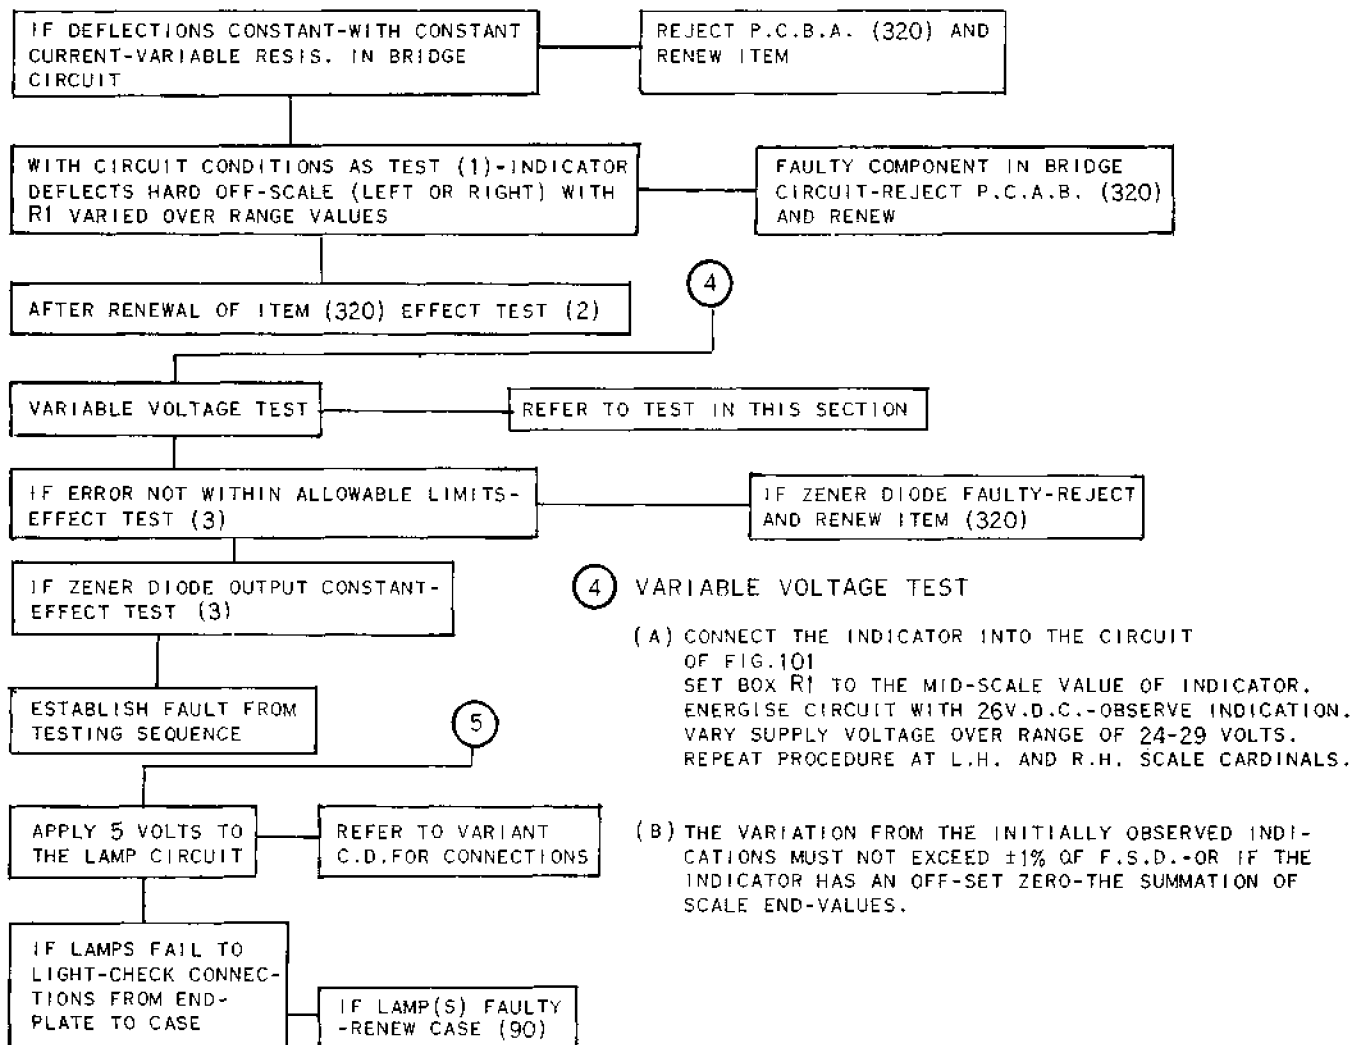 IF DEFLECTIONS CONSTANT-WITH CONSTANT
CURRENT-VARIABLE RESIS. IN BRIDGE
CIRCUIT
REJECT P.C.B.A. (320) AND
RENEW ITEM
WITH CIRCUIT CONDITIONS AS TEST (1)-INDICATOR
DEFLECTS HARD OFF-SCALE (LEFT OR RIGHT) WITH
R1 VARIED OVER RANGE VALUES
FAULTY COMPONENT IN BRIDGE
CIRCUIT-REJECT P.C.A.B. (320)
AND RENEW
4
AFTER RENEWAL OF ITEM (320) EFFECT TEST (2)
VARIABLE VOLTAGE TEST
REFER TO TEST IN THIS SECTION
IF ERROR NOT WITHIN ALLOWABLE LIMITS-
EFFECT TEST (3)
IF ZENER DIODE FAULTY-REJECT
AND RENEW ITEM (320)
IF ZENER DIODE OUTPUT CONSTANT-
EFFECT TEST (3)
ESTABLISH FAULT FROM
TESTING SEQUENCE
5
APPLY 5 VOLTS TO
THE LAMP CIRCUIT
REFER TO VARIANT
C.D.FOR CONNECTIONS
IF LAMPS FAIL TO
LIGHT-CHECK CONNEC-
TIONS FROM END-
PLATE TO CASE
IF LAMP(S) FAULTY
-RENEW CASE (90)
4 VARIABLE VOLTAGE TEST
(A) CONNECT THE INDICATOR INTO THE CIRCUIT
OF FIG.101
SET BOX R1 TO THE MID-SCALE VALUE OF INDICATOR.
ENERGISE CIRCUIT WITH 26V.D.C.-OBSERVE INDICATION.
VARY SUPPLY VOLTAGE OVER RANGE OF 24-29 VOLTS.
REPEAT PROCEDURE AT L.H. AND R.H. SCALE CARDINALS.
(B) THE VARIATION FROM THE INITIALLY OBSERVED INDI-
CATIONS MUST NOT EXCEED ±1% OF F.S.D.-OR IF THE
INDICATOR HAS AN OFF-SET ZERO-THE SUMMATION OF
SCALE END-VALUES.